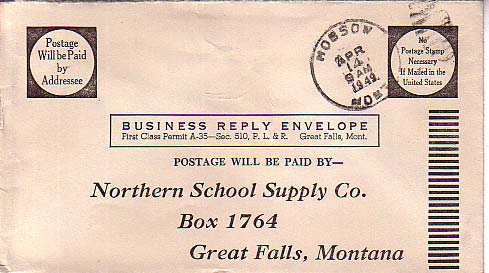 Postage
Will be Paid
by
Addressee
MOSSON
APR
14
9 AM
1949
MONT
No
Postage Stamp
Necessary
If Mailed in the
United States
BUSINESS REPLY ENVELOPE
First Class Permit A-35—Sec. 510, P. L. & R. Great Falls, Mont.
POSTAGE WILL BE PAID BY—
Northern School Supply Co.
Box 1764
Great Falls, Montana